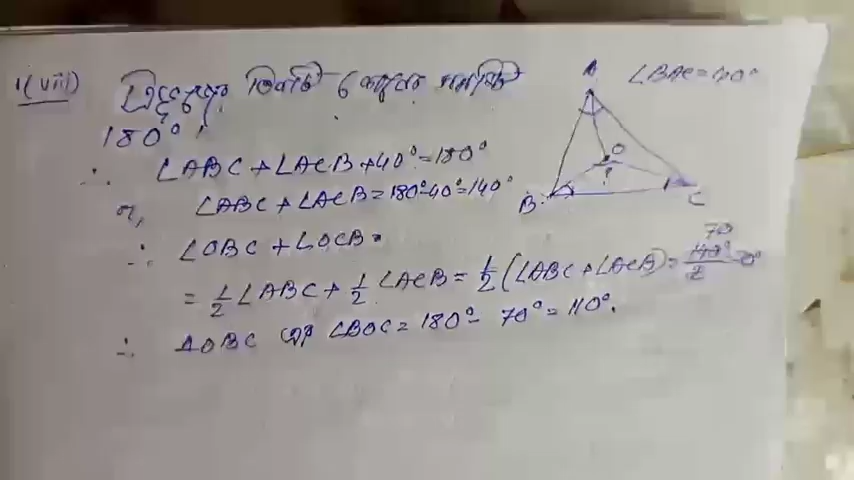 1(viii) ত্রিভুজের তিনটি কোণের সমষ্টি ∠BAC = 40°
180°।
∴ ∠ABC + ∠ACB + 40° = 180°
বা, ∠ABC + ∠ACB = 180° - 40° = 140°
∴ ∠OBC + ∠OCB =
= 1/2 ∠ABC + 1/2 ∠ACB = 1/2 (∠ABC + ∠ACB) = 140°/2 = 70°
∴ ΔOBC এর ∠BOC = 180° - 70° = 110°.
A
O
?
B
C